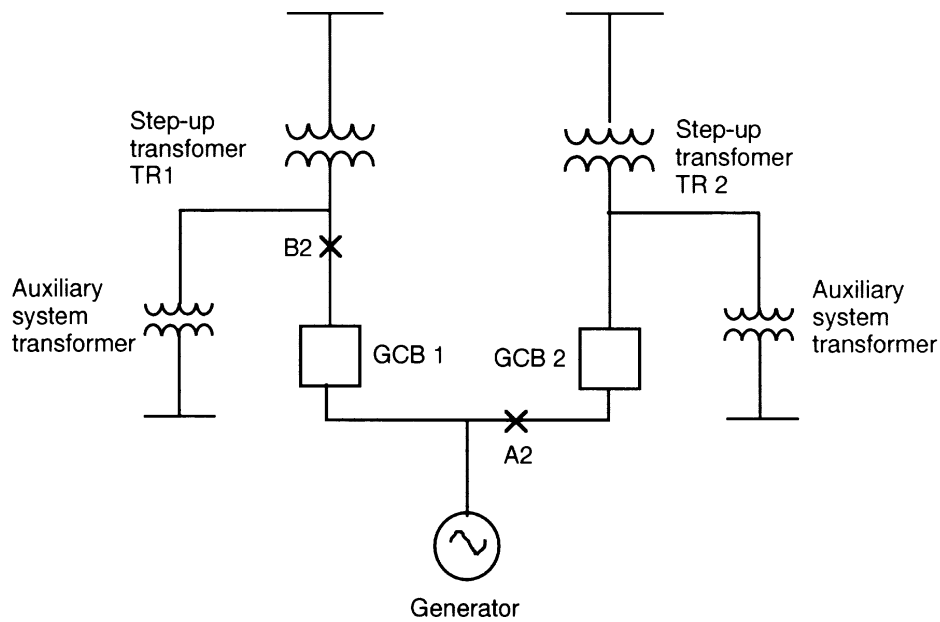 Step-up
transfomer
TR1
Step-up
transfomer
TR 2
B2
Auxiliary
system
transformer
GCB 1
GCB 2
Auxiliary
system
transformer
A2
Generator